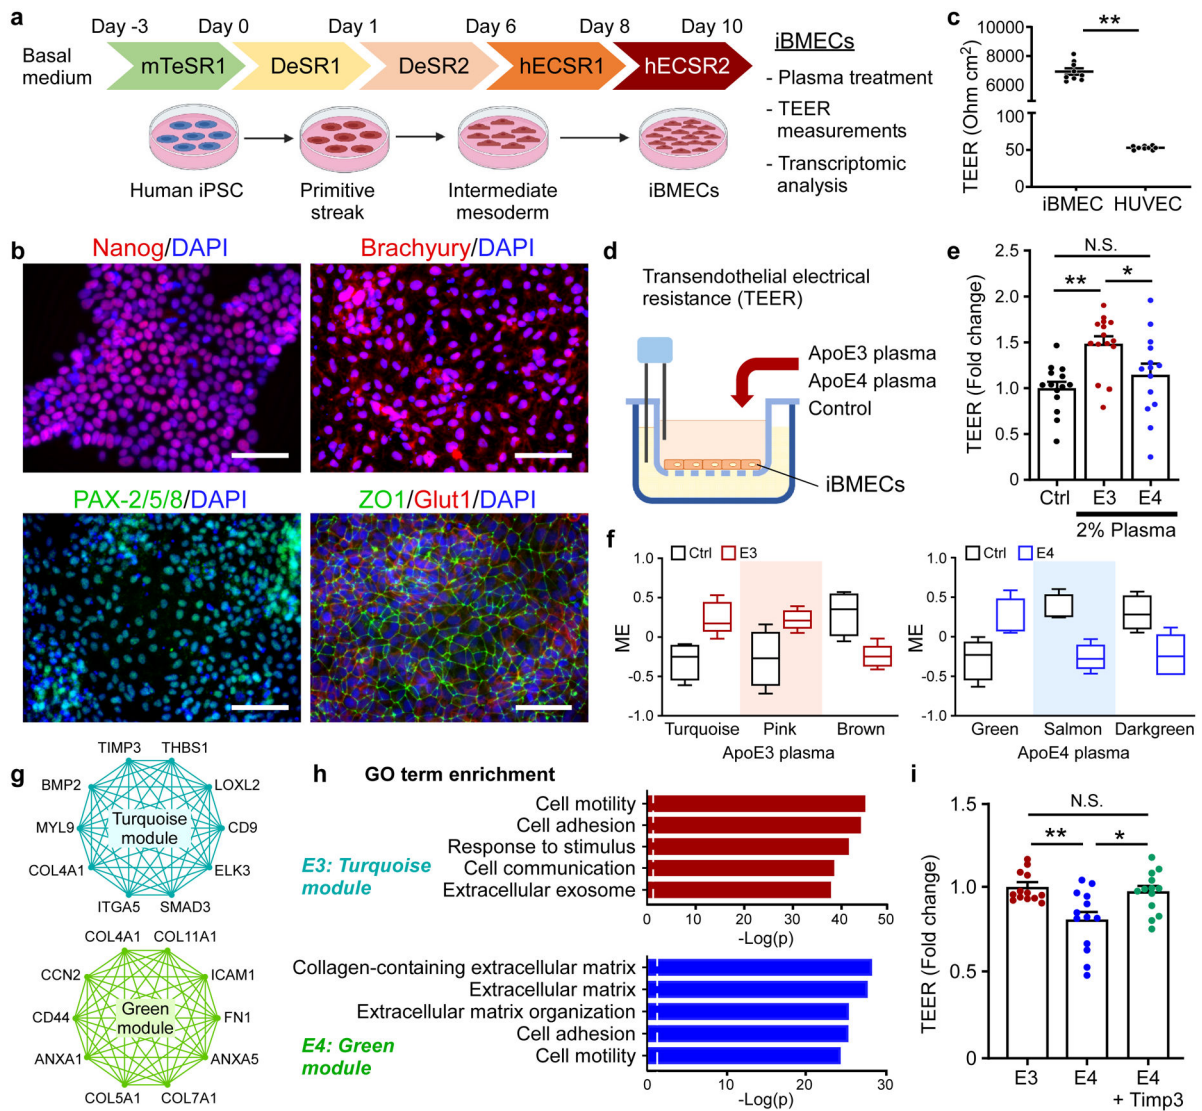 a
Day -3 Day 0 Day 1 Day 6 Day 8 Day 10
Basal
medium
mTeSR1 DeSR1 DeSR2 hECSR1 hECSR2
Human iPSC
Primitive
streak
Intermediate
mesoderm
iBMECs
iBMECs
- Plasma treatment
- TEER
measurements
- Transcriptomic
analysis
c
TEER (Ohm cm²)
10000
8000
6000
100
50
0
**
iBMEC HUVEC
b
Nanog/DAPI
Brachyury/DAPI
PAX-2/5/8/DAPI
ZO1/Glut1/DAPI
d
Transendothelial electrical
resistance (TEER)
ApoE3 plasma
ApoE4 plasma
Control
iBMECs
e
TEER (Fold change)
2.5
2.0
1.5
1.0
0.5
0
N.S.
** *
Ctrl E3 E4
2% Plasma
f
ME
1.0
0.5
0
-0.5
-1.0
Ctrl E3
Turquoise Pink Brown
ApoE3 plasma
ME
1.0
0.5
0
-0.5
-1.0
Ctrl E4
Green Salmon Darkgreen
ApoE4 plasma
g
TIMP3 THBS1
BMP2 LOXL2
MYL9 CD9
COL4A1 ELK3
ITGA5 SMAD3
Turquoise
module
COL4A1 COL11A1
CCN2 ICAM1
CD44 FN1
ANXA1 ANXA5
COL5A1 COL7A1
Green
module
h
GO term enrichment
E3: Turquoise
module
Cell motility
Cell adhesion
Response to stimulus
Cell communication
Extracellular exosome
0 10 20 30 40 50
-Log(p)
E4: Green
module
Collagen-containing extracellular matrix
Extracellular matrix
Extracellular matrix organization
Cell adhesion
Cell motility
0 10 20 30
-Log(p)
i
TEER (Fold change)
1.5
1.0
0.5
0
N.S.
** *
E3 E4 E4
+ Timp3